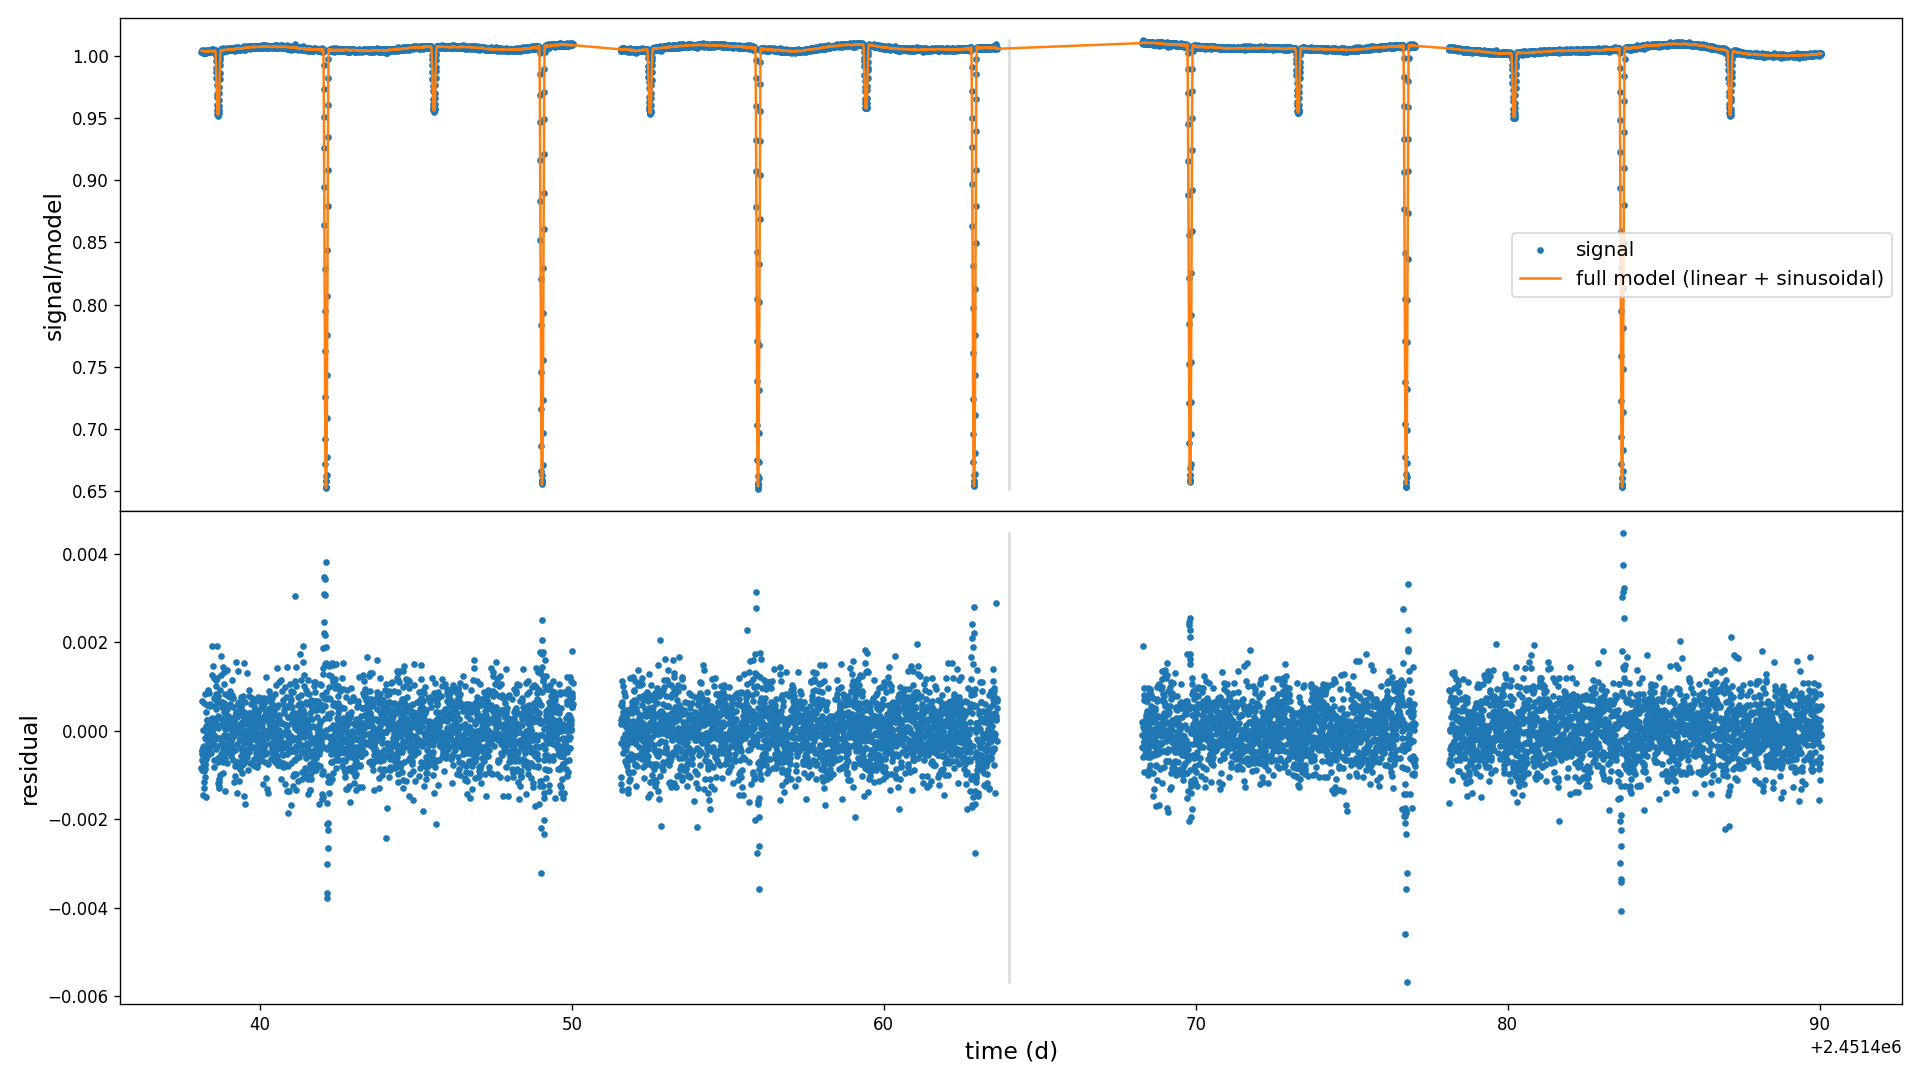 1.00
0.95
0.90
0.85
0.80
0.75
0.70
0.65
signal/model
signal
full model (linear + sinusoidal)
0.004
0.002
0.000
−0.002
−0.004
−0.006
residual
40 50 60 70 80 90
time (d)
+2.4514e6